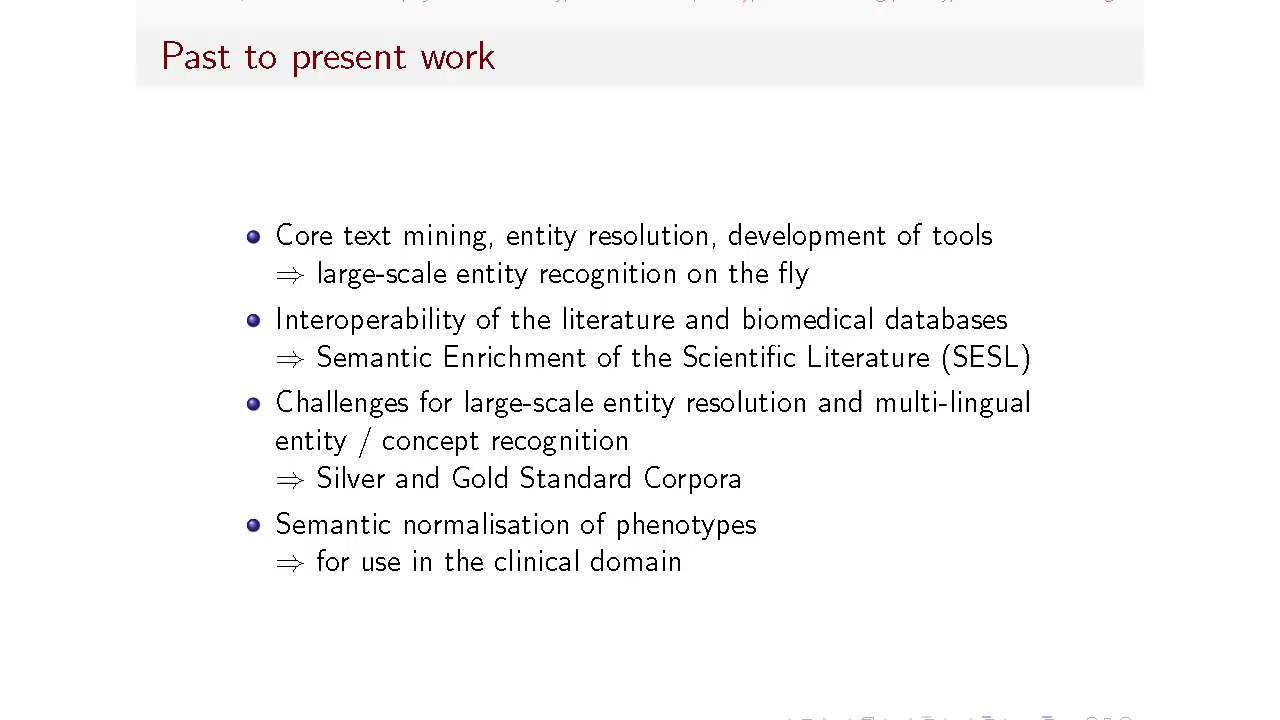 Past to present work
Core text mining, entity resolution, development of tools
⇒ large-scale entity recognition on the fly
Interoperability of the literature and biomedical databases
⇒ Semantic Enrichment of the Scientific Literature (SESL)
Challenges for large-scale entity resolution and multi-lingual
entity / concept recognition
⇒ Silver and Gold Standard Corpora
Semantic normalisation of phenotypes
⇒ for use in the clinical domain